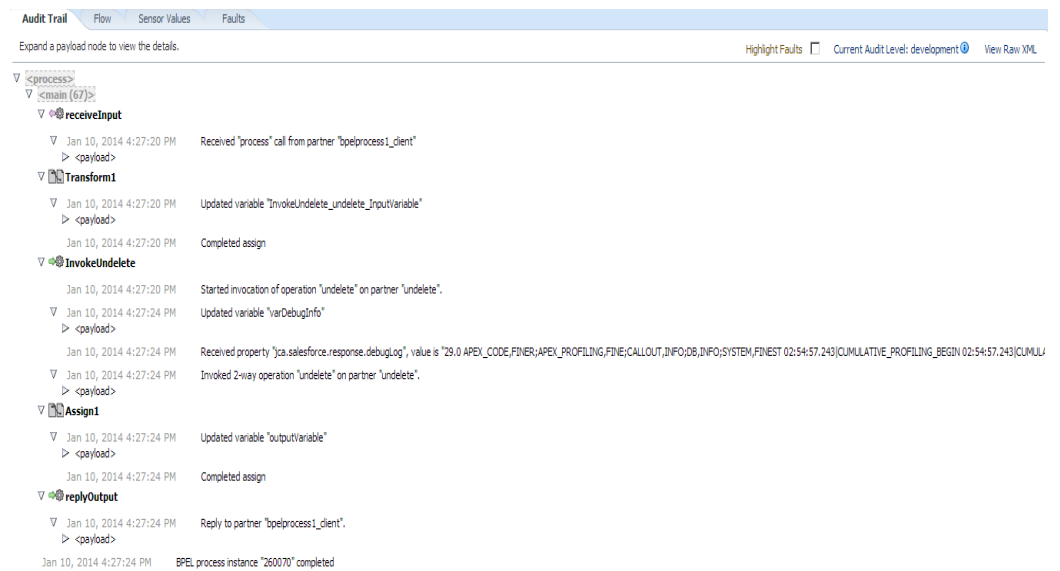 Audit Trail Flow Sensor Values Faults
Expand a payload node to view the details. Highlight Faults Current Audit Level: development View Raw XML
<process>
<main (67)>
receiveInput
Jan 10, 2014 4:27:20 PM Received "process" call from partner "bpelprocess1_client"
<payload>
Transform1
Jan 10, 2014 4:27:20 PM Updated variable "InvokeUndelete_undelete_InputVariable"
<payload>
Jan 10, 2014 4:27:20 PM Completed assign
InvokeUndelete
Jan 10, 2014 4:27:20 PM Started invocation of operation "undelete" on partner "undelete".
Jan 10, 2014 4:27:24 PM Updated variable "varDebugInfo"
<payload>
Jan 10, 2014 4:27:24 PM Received property "jca.salesforce.response.debugLog", value is "29.0 APEX_CODE,FINER;APEX_PROFILING,FINE;CALLOUT,INFO;DB,INFO;SYSTEM,FINEST 02:54:57.243|CUMULATIVE_PROFILING_BEGIN 02:54:57.243|CUMULA
Jan 10, 2014 4:27:24 PM Invoked 2-way operation "undelete" on partner "undelete".
<payload>
Assign1
Jan 10, 2014 4:27:24 PM Updated variable "outputVariable"
<payload>
Jan 10, 2014 4:27:24 PM Completed assign
replyOutput
Jan 10, 2014 4:27:24 PM Reply to partner "bpelprocess1_client".
<payload>
Jan 10, 2014 4:27:24 PM BPEL process instance "260070" completed